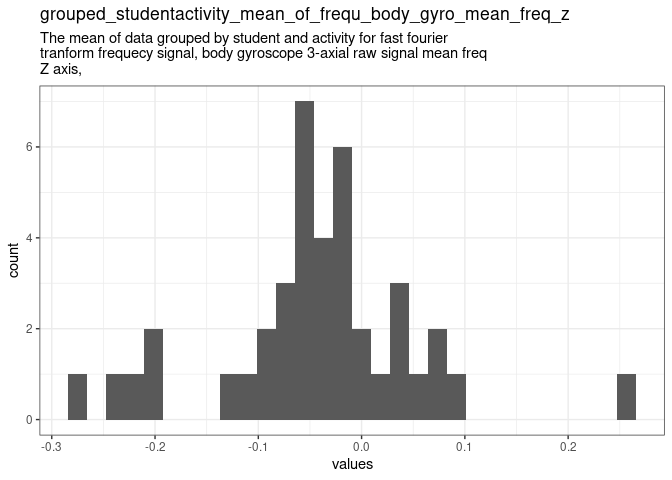 grouped_studentactivity_mean_of_frequ_body_gyro_mean_freq_z
The mean of data grouped by student and activity for fast fourier
tranform frequecy signal, body gyroscope 3-axial raw signal mean freq
Z axis,
6
4
2
0
count
-0.3 -0.2 -0.1 0.0 0.1 0.2
values